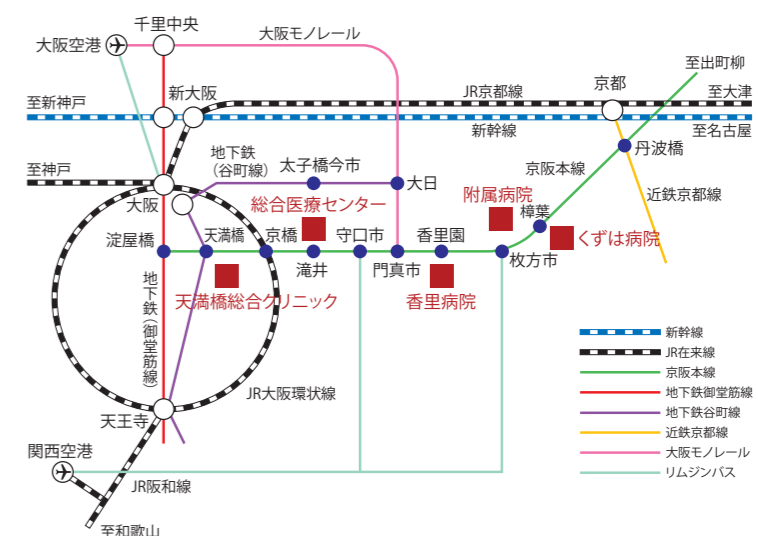 千里中央
大阪空港
大阪モノレール
至出町柳
新大阪
JR京都線
京都
至大津
至新神戸
新幹線
至名古屋
地下鉄
(谷町線)
太子橋今市
丹波橋
至神戸
大日
京阪本線
近鉄京都線
大阪
総合医療センター
附属病院
樟葉
くずは病院
淀屋橋
天満橋
京橋
守口市
香里園
滝井
門真市
枚方市
天満橋総合クリニック
香里病院
地下鉄(御堂筋線)
JR大阪環状線
天王寺
関西空港
JR阪和線
至和歌山
新幹線
JR在来線
京阪本線
地下鉄御堂筋線
地下鉄谷町線
近鉄京都線
大阪モノレール
リムジンバス